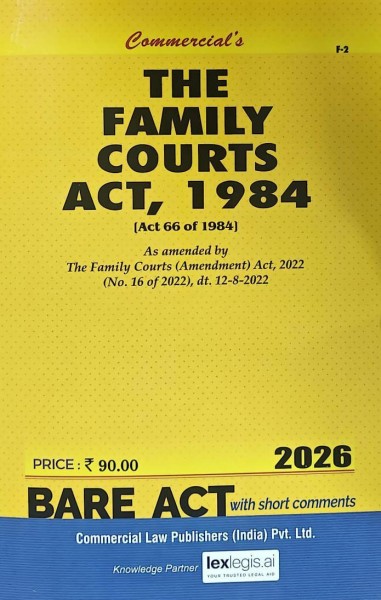 Commercial's
F-2
THE
FAMILY
COURTS
ACT, 1984
[Act 66 of 1984]
As amended by
The Family Courts (Amendment) Act, 2022
(No. 16 of 2022), dt. 12-8-2022
PRICE : ₹ 90.00
2026
BARE ACT with short comments
Commercial Law Publishers (India) Pvt. Ltd.
Knowledge Partner lexlegis.ai
YOUR TRUSTED LEGAL AID